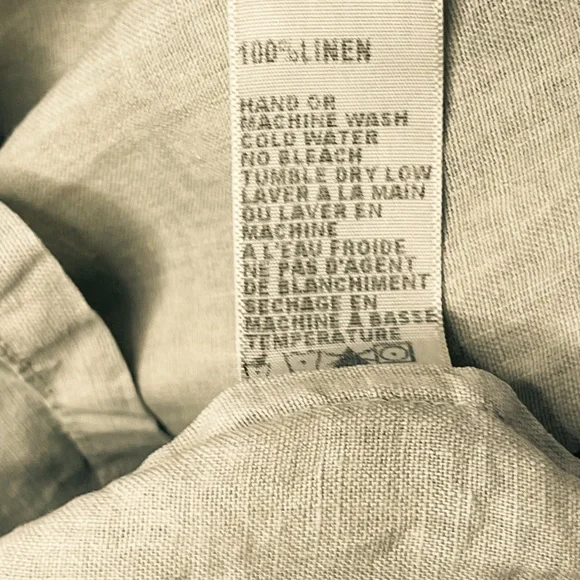 100% LINEN
HAND OR
MACHINE WASH
COLD WATER
NO BLEACH
TUMBLE DRY LOW
LAVER A LA MAIN
OU LAVER EN
MACHINE
A L'EAU FROIDE
NE PAS D'AGENT
DE BLANCHIMENT
SECHAGE EN
MACHINE A BASSE
TEMPERATURE